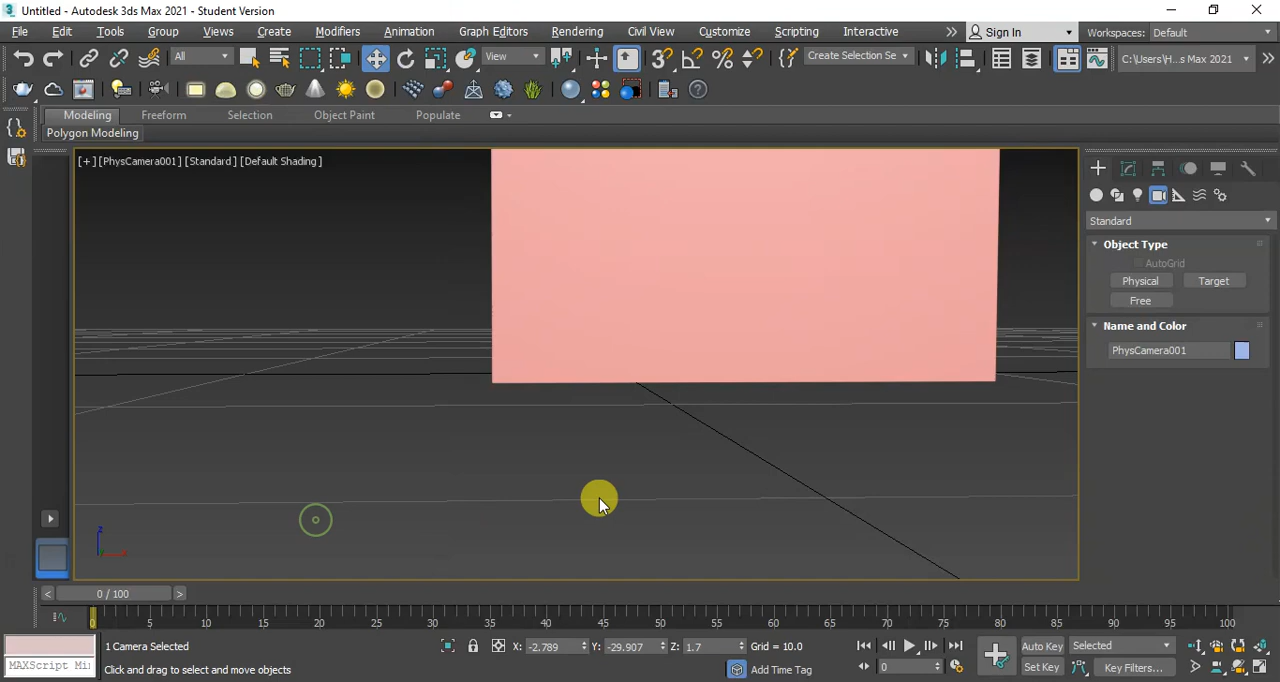 Untitled - Autodesk 3ds Max 2021 - Student Version
File Edit Tools Group Views Create Modifiers Animation Graph Editors Rendering Civil View Customize Scripting Interactive Sign In Workspaces: Default
All View Create Selection Se C:\Users\H...s Max 2021
Modeling Freeform Selection Object Paint Populate
Polygon Modeling
[+] [PhysCamera001] [Standard] [Default Shading]
Standard
Object Type
AutoGrid
Physical Target
Free
Name and Color
PhysCamera001
z
0 / 100
0 5 10 15 20 25 30 35 40 45 50 55 60 65 70 75 80 85 90 95 100
1 Camera Selected X: -2.789 Y: -29.907 Z: 1.7 Grid = 10.0 Auto Key Selected
MAXScript Mi: Click and drag to select and move objects Add Time Tag 0 Set Key Key Filters...